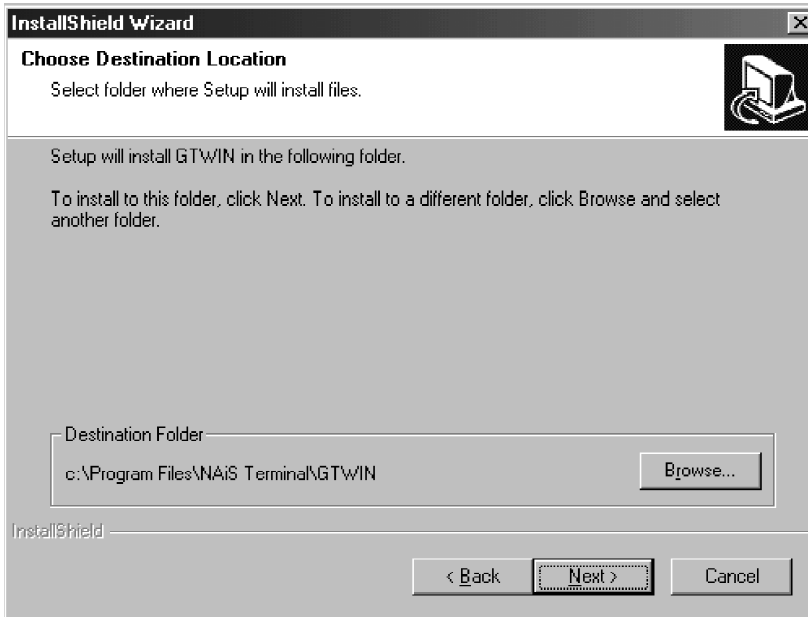 InstallShield Wizard
Choose Destination Location
Select folder where Setup will install files.
Setup will install GTWIN in the following folder.
To install to this folder, click Next. To install to a different folder, click Browse and select
another folder.
Destination Folder
c:\Program Files\NAiS Terminal\GTWIN
Browse...
InstallShield
< Back
Next >
Cancel